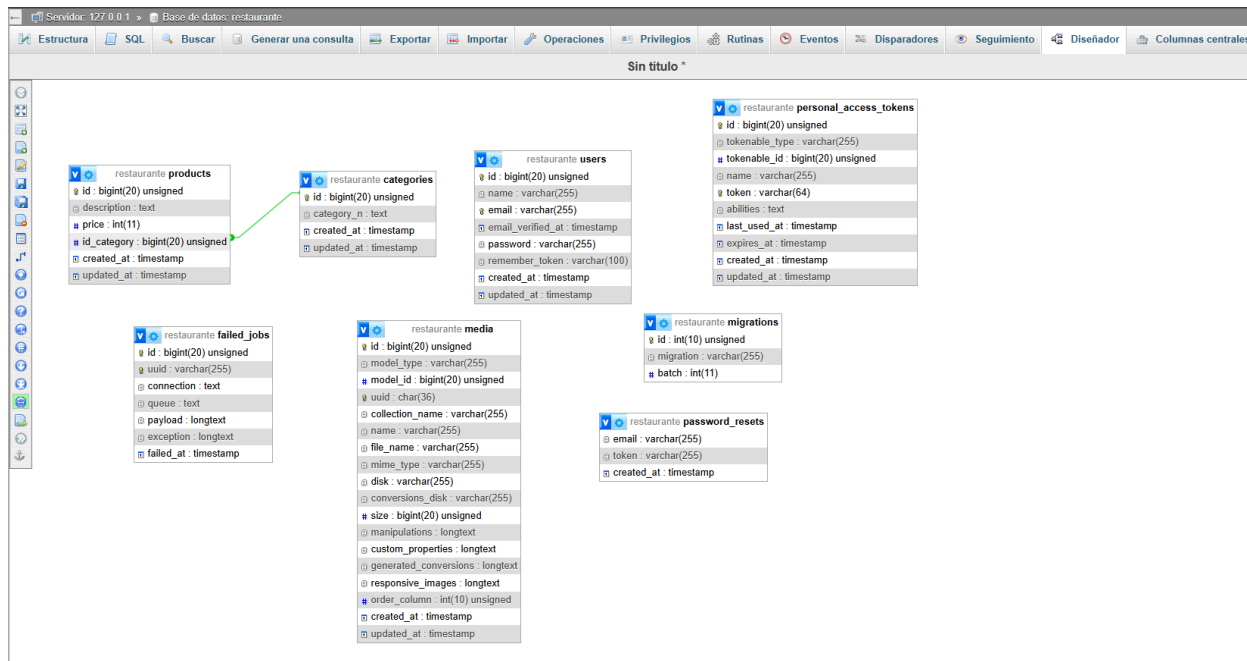 Servidor: 127.0.0.1 » Base de datos: restaurante
Estructura SQL Buscar Generar una consulta Exportar Importar Operaciones Privilegios Rutinas Eventos Disparadores Seguimiento Diseñador Columnas centrales
Sin título *
restaurante products
id : bigint(20) unsigned
description : text
price : int(11)
id_category : bigint(20) unsigned
created_at : timestamp
updated_at : timestamp
restaurante categories
id : bigint(20) unsigned
category_n : text
created_at : timestamp
updated_at : timestamp
restaurante users
id : bigint(20) unsigned
name : varchar(255)
email : varchar(255)
email_verified_at : timestamp
password : varchar(255)
remember_token : varchar(100)
created_at : timestamp
updated_at : timestamp
restaurante personal_access_tokens
id : bigint(20) unsigned
tokenable_type : varchar(255)
tokenable_id : bigint(20) unsigned
name : varchar(255)
token : varchar(64)
abilities : text
last_used_at : timestamp
expires_at : timestamp
created_at : timestamp
updated_at : timestamp
restaurante failed_jobs
id : bigint(20) unsigned
uuid : varchar(255)
connection : text
queue : text
payload : longtext
exception : longtext
failed_at : timestamp
restaurante media
id : bigint(20) unsigned
model_type : varchar(255)
model_id : bigint(20) unsigned
uuid : char(36)
collection_name : varchar(255)
name : varchar(255)
file_name : varchar(255)
mime_type : varchar(255)
disk : varchar(255)
conversions_disk : varchar(255)
size : bigint(20) unsigned
manipulations : longtext
custom_properties : longtext
generated_conversions : longtext
responsive_images : longtext
order_column : int(10) unsigned
created_at : timestamp
updated_at : timestamp
restaurante migrations
id : int(10) unsigned
migration : varchar(255)
batch : int(11)
restaurante password_resets
email : varchar(255)
token : varchar(255)
created_at : timestamp